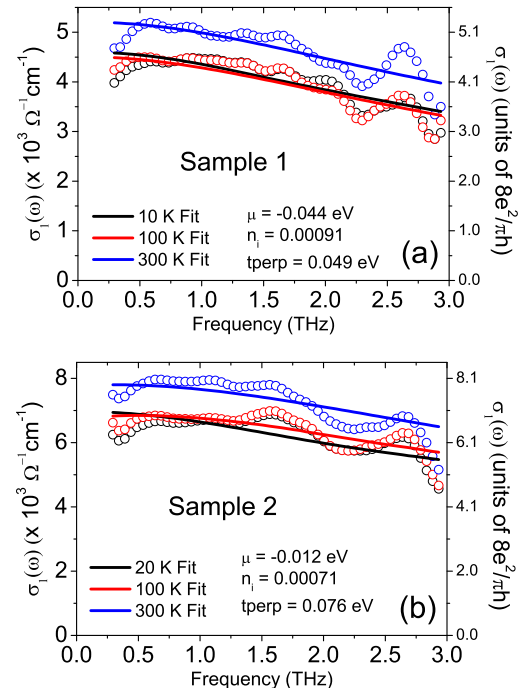 5
4
3
2
1
0
σ₁(ω) (x 10³ Ω⁻¹cm⁻¹)
5.1
4.1
3.0
2.0
1.0
0.0
σ₁(ω) (units of 8e²/πh)
Sample 1
10 K Fit
100 K Fit
300 K Fit
μ = -0.044 eV
nᵢ = 0.00091
tperp = 0.049 eV
(a)
0.0 0.5 1.0 1.5 2.0 2.5 3.0
Frequency (THz)
8
6
4
2
0
σ₁(ω) (x 10³ Ω⁻¹cm⁻¹)
8.1
6.1
4.0
2.0
0.0
σ₁(ω) (units of 8e²/πh)
Sample 2
20 K Fit
100 K Fit
300 K Fit
μ = -0.012 eV
nᵢ = 0.00071
tperp = 0.076 eV
(b)
0.0 0.5 1.0 1.5 2.0 2.5 3.0
Frequency (THz)